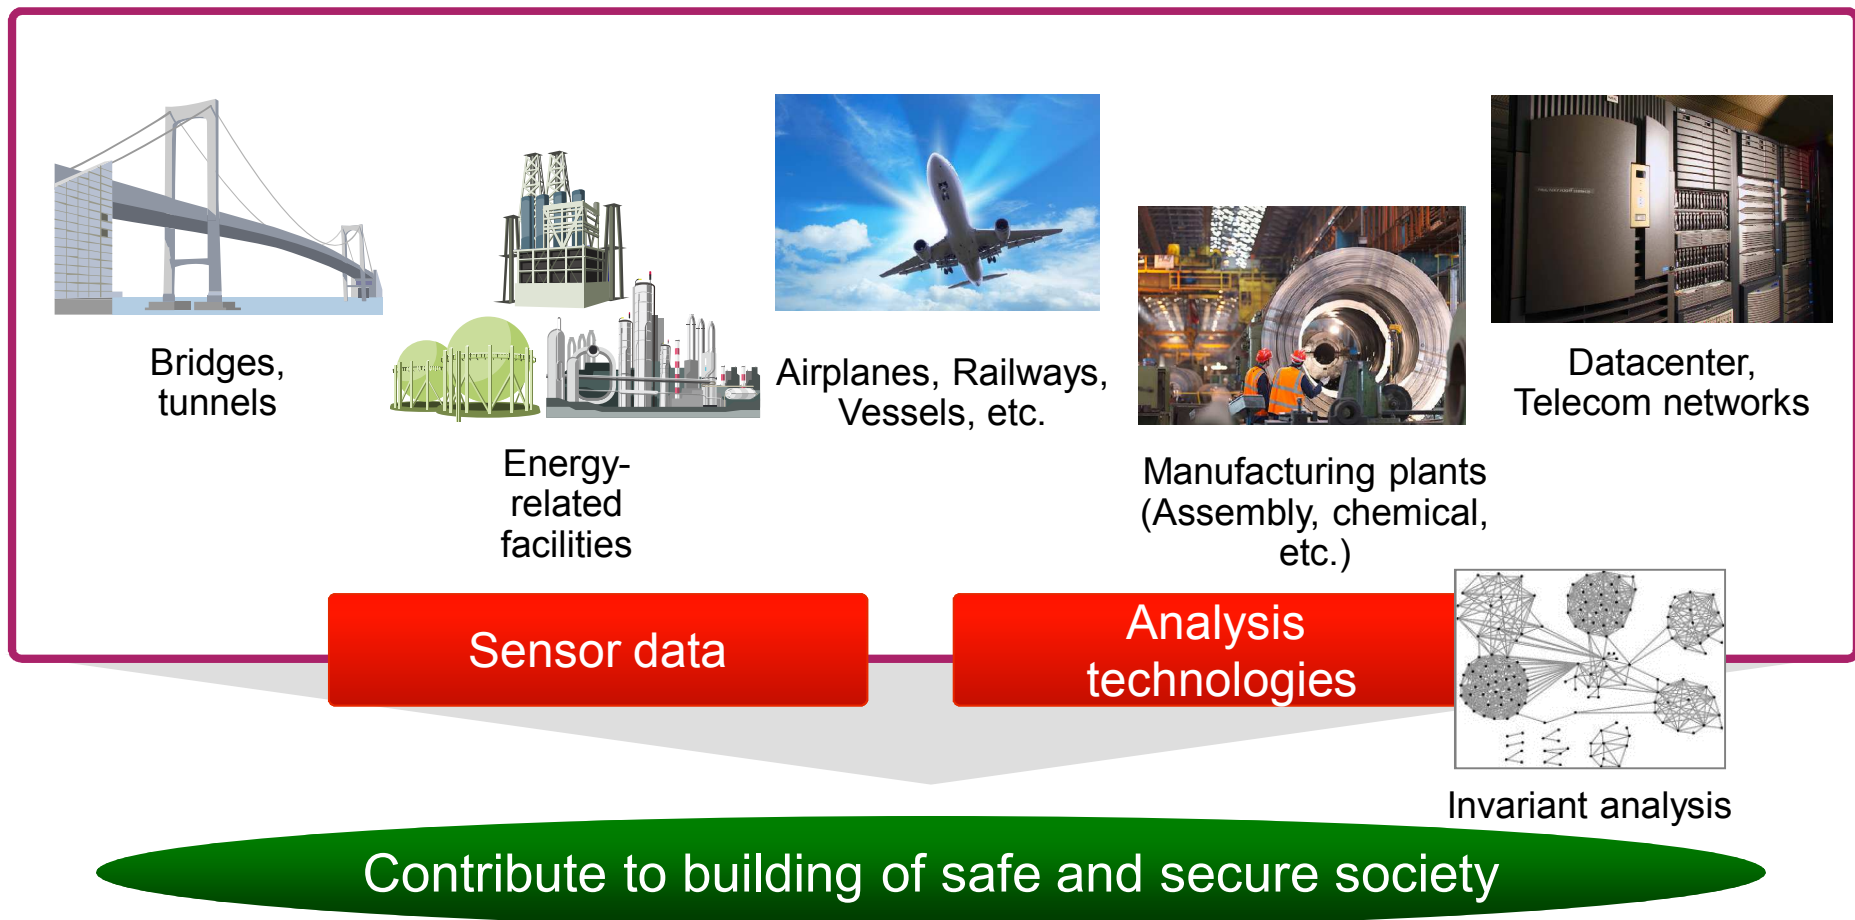 Bridges,
tunnels
Energy-
related
facilities
Airplanes, Railways,
Vessels, etc.
Manufacturing plants
(Assembly, chemical,
etc.)
Datacenter,
Telecom networks
Sensor data
Analysis
technologies
Invariant analysis
Contribute to building of safe and secure society